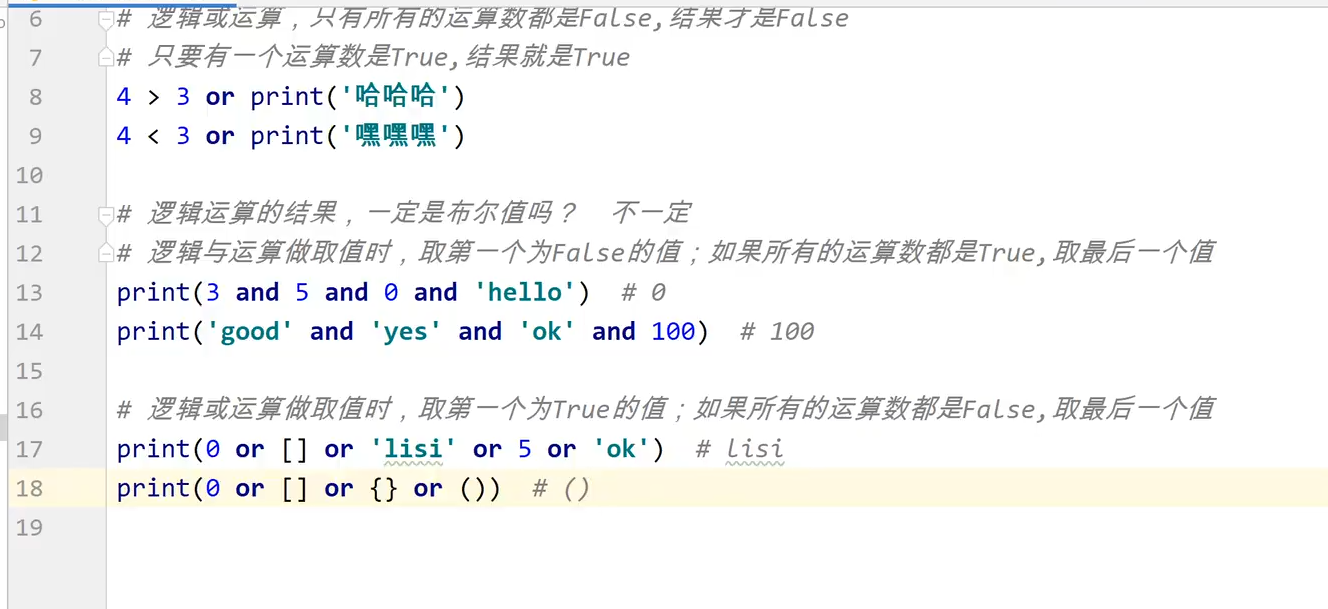 6 # 逻辑或运算，只有所有的运算数都是False,结果才是False
7 # 只要有一个运算数是True,结果就是True
8 4 > 3 or print('哈哈哈')
9 4 < 3 or print('嘿嘿嘿')
10
11 # 逻辑运算的结果，一定是布尔值吗？ 不一定
12 # 逻辑与运算做取值时，取第一个为False的值；如果所有的运算数都是True,取最后一个值
13 print(3 and 5 and 0 and 'hello')  # 0
14 print('good' and 'yes' and 'ok' and 100)  # 100
15
16 # 逻辑或运算做取值时，取第一个为True的值；如果所有的运算数都是False,取最后一个值
17 print(0 or [] or 'lisi' or 5 or 'ok')  # lisi
18 print(0 or [] or {} or ())  # ()
19